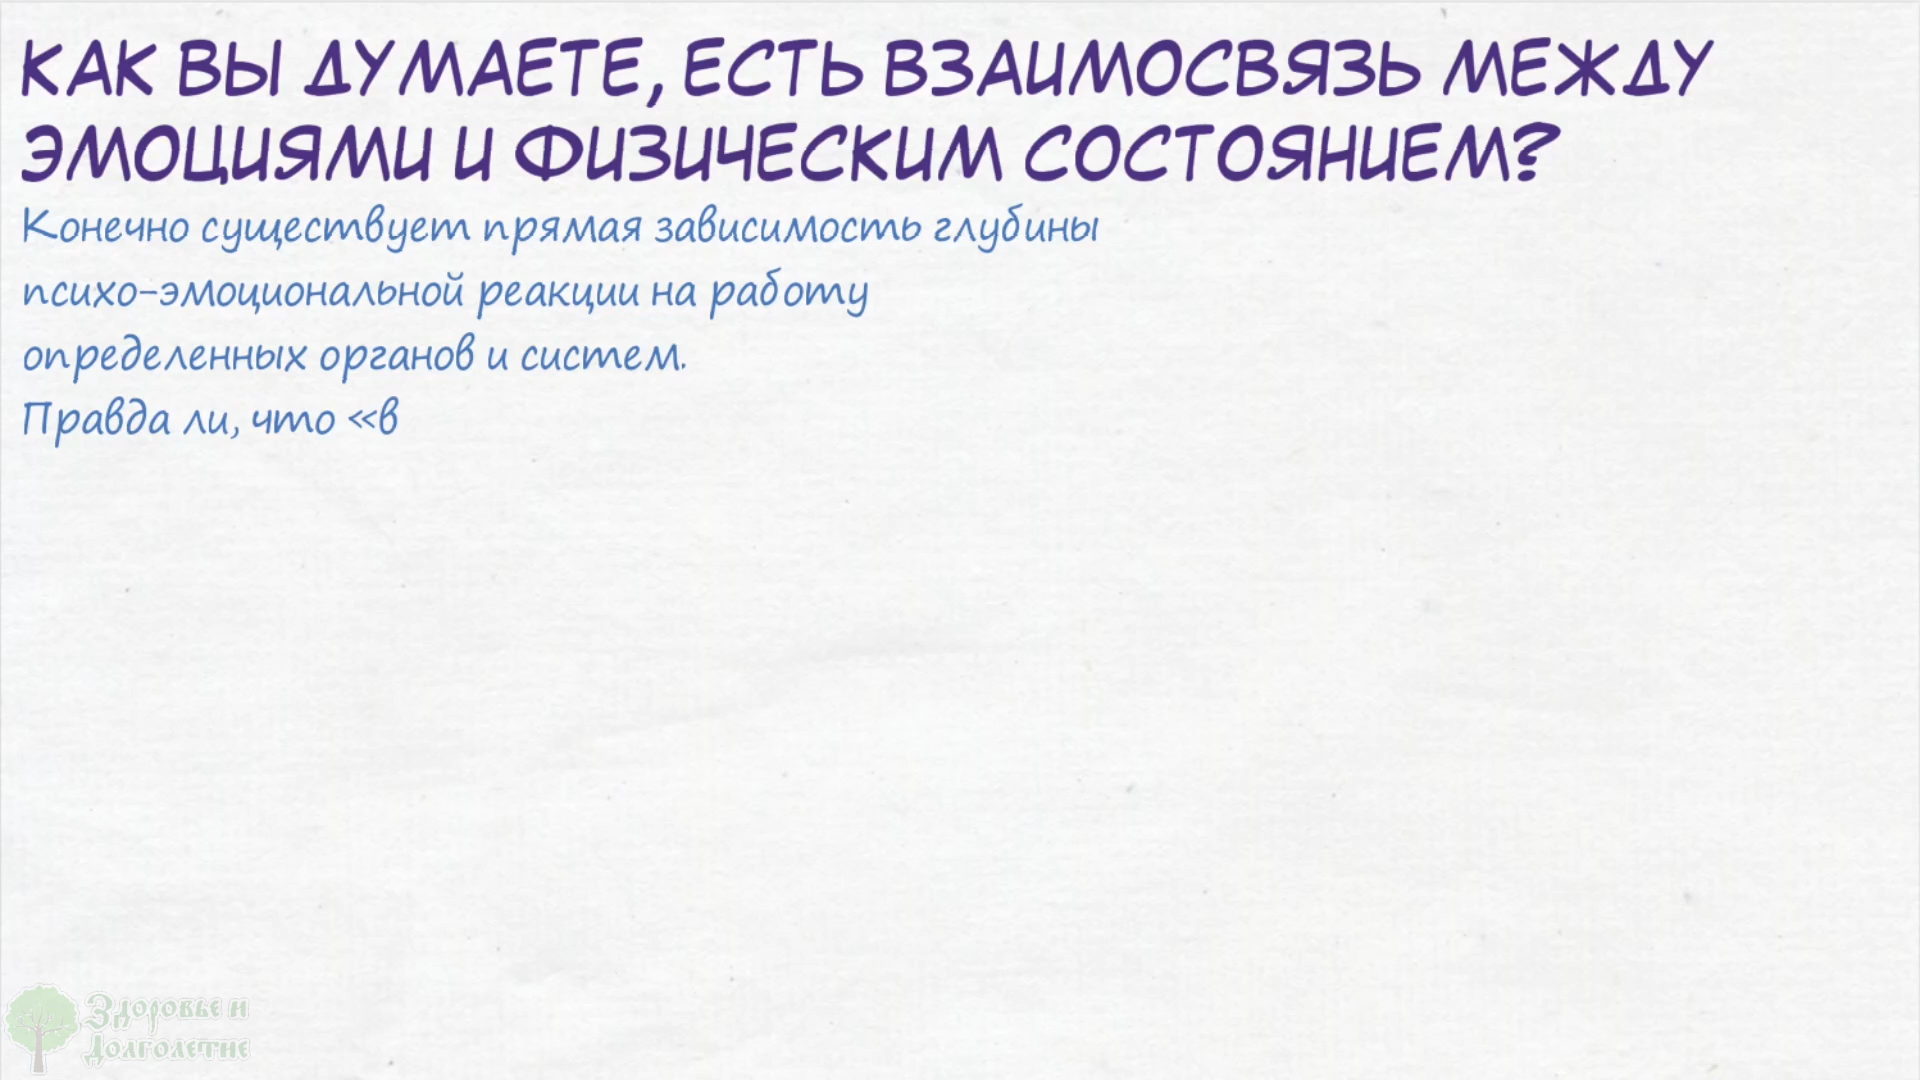 КАК ВЫ ДУМАЕТЕ, ЕСТЬ ВЗАИМОСВЯЗЬ МЕЖДУ
ЭМОЦИЯМИ И ФИЗИЧЕСКИМ СОСТОЯНИЕМ?
Конечно существует прямая зависимость глубины
психо-эмоциональной реакции на работу
определенных органов и систем.
Правда ли, что «в
Здоровье и
Долголетие